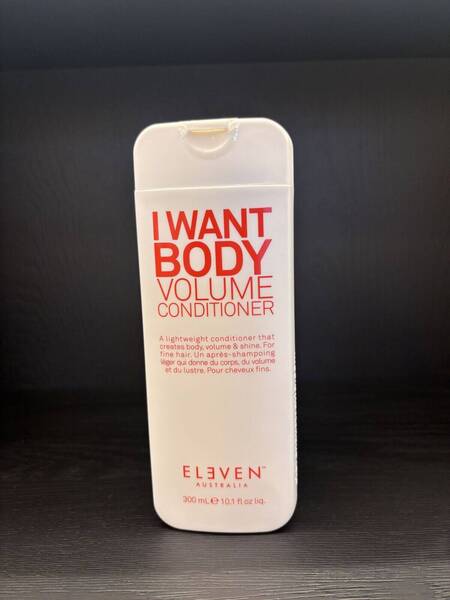 I WANT
BODY
VOLUME
CONDITIONER
A lightweight conditioner that
creates body, volume & shine. For
fine hair. Un après-shampoing
léger qui donne du corps, du volume
et du lustre. Pour cheveux fins.
ELEVEN™
AUSTRALIA
300 mL ℮ 10.1 fl oz liq.